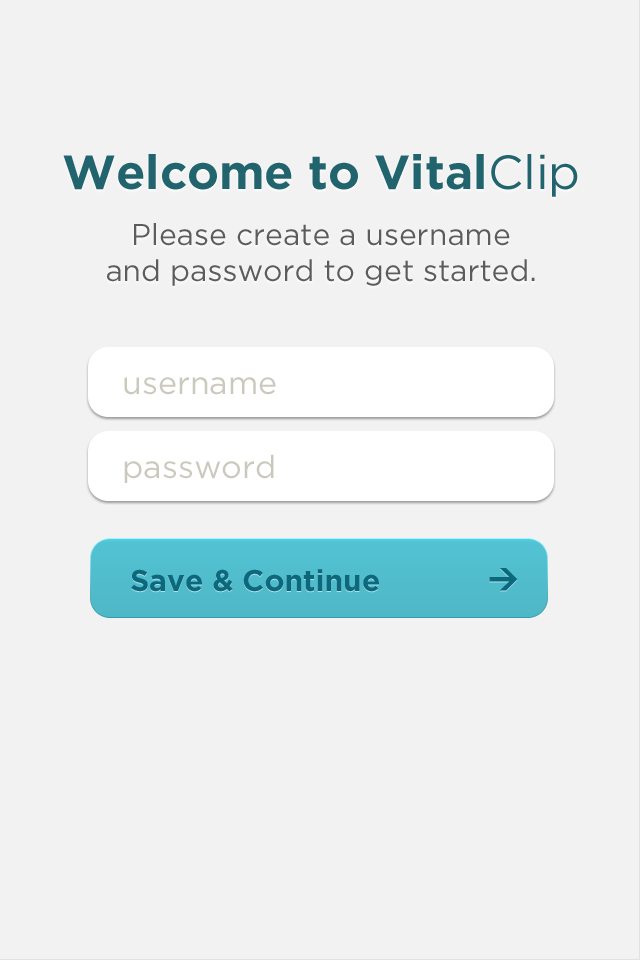 Welcome to VitalClip
Please create a username
and password to get started.
username
password
Save & Continue